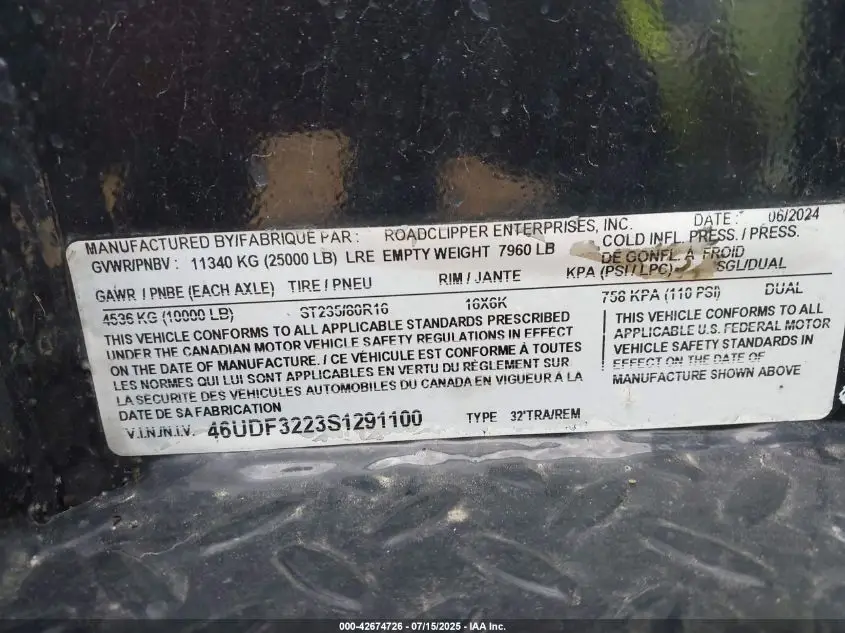 MANUFACTURED BY/FABRIQUE PAR : ROADCLIPPER ENTERPRISES, INC. DATE : 06/2024
GVWR/PNBV : 11340 KG (25000 LB) LRE EMPTY WEIGHT 7960 LB COLD INFL. PRESS. / PRESS.
DE GONFL. À FROID
GAWR / PNBE (EACH AXLE) TIRE / PNEU RIM / JANTE KPA (PSI / LPC) SGL/DUAL
4536 KG (10000 LB) ST235/80R16 16X6K 758 KPA (110 PSI) DUAL
THIS VEHICLE CONFORMS TO ALL APPLICABLE STANDARDS PRESCRIBED
UNDER THE CANADIAN MOTOR VEHICLE SAFETY REGULATIONS IN EFFECT
ON THE DATE OF MANUFACTURE. / CE VÉHICULE EST CONFORME À TOUTES
LES NORMES QUI LUI SONT APPLICABLES EN VERTU DU RÈGLEMENT SUR
LA SÉCURITÉ DES VÉHICULES AUTOMOBILES DU CANADA EN VIGUEUR À LA
DATE DE SA FABRICATION
THIS VEHICLE CONFORMS TO ALL
APPLICABLE U.S. FEDERAL MOTOR
VEHICLE SAFETY STANDARDS IN
EFFECT ON THE DATE OF
MANUFACTURE SHOWN ABOVE
V.I.N./N.I.V. 46UDF3223S1291100 TYPE 32'TRA/REM
000-42674726 - 07/15/2025 - IAA Inc.